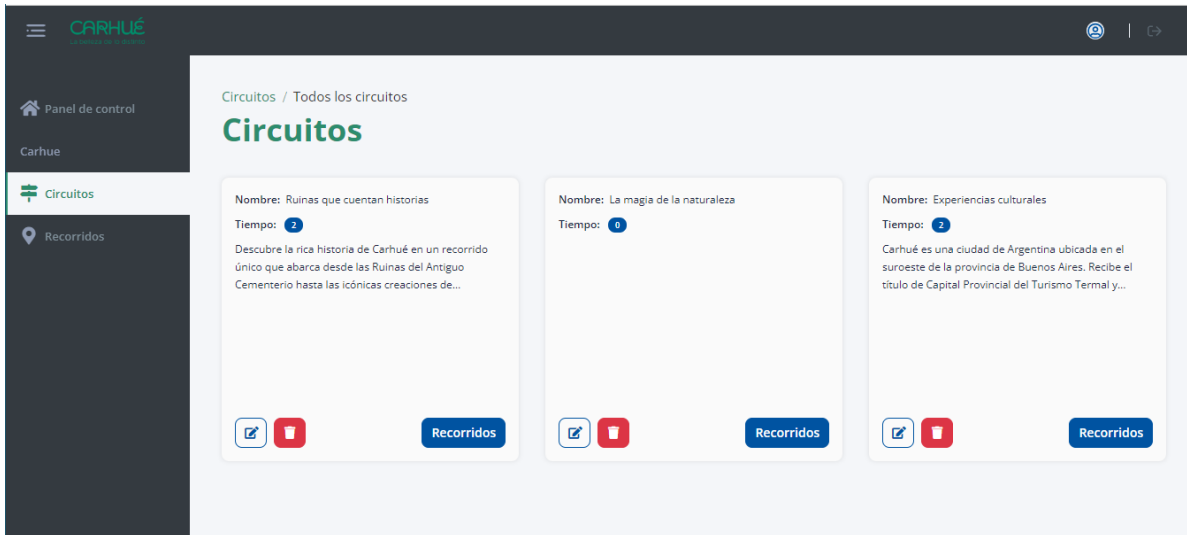 CARHUÉ
Panel de control
Carhue
Circuitos
Recorridos
Circuitos / Todos los circuitos
Circuitos
Nombre: Ruinas que cuentan historias
Tiempo: 2
Descubre la rica historia de Carhué en un recorrido
único que abarca desde las Ruinas del Antiguo
Cementerio hasta las icónicas creaciones de...
Recorridos
Nombre: La magia de la naturaleza
Tiempo: 0
Recorridos
Nombre: Experiencias culturales
Tiempo: 2
Carhué es una ciudad de Argentina ubicada en el
suroeste de la provincia de Buenos Aires. Recibe el
título de Capital Provincial del Turismo Termal y...
Recorridos